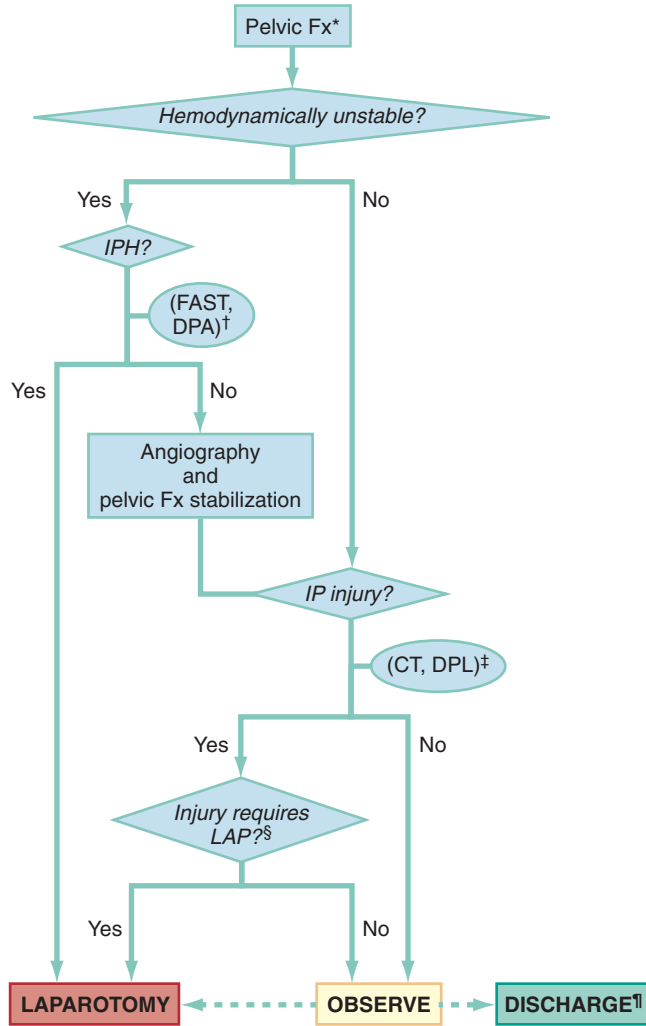 Pelvic Fx*
Hemodynamically unstable?
Yes
No
IPH?
(FAST,
DPA)†
Yes
No
Angiography
and
pelvic Fx stabilization
IP injury?
(CT, DPL)‡
Yes
No
Injury requires
LAP?§
Yes
No
LAPAROTOMY
OBSERVE
DISCHARGE¶